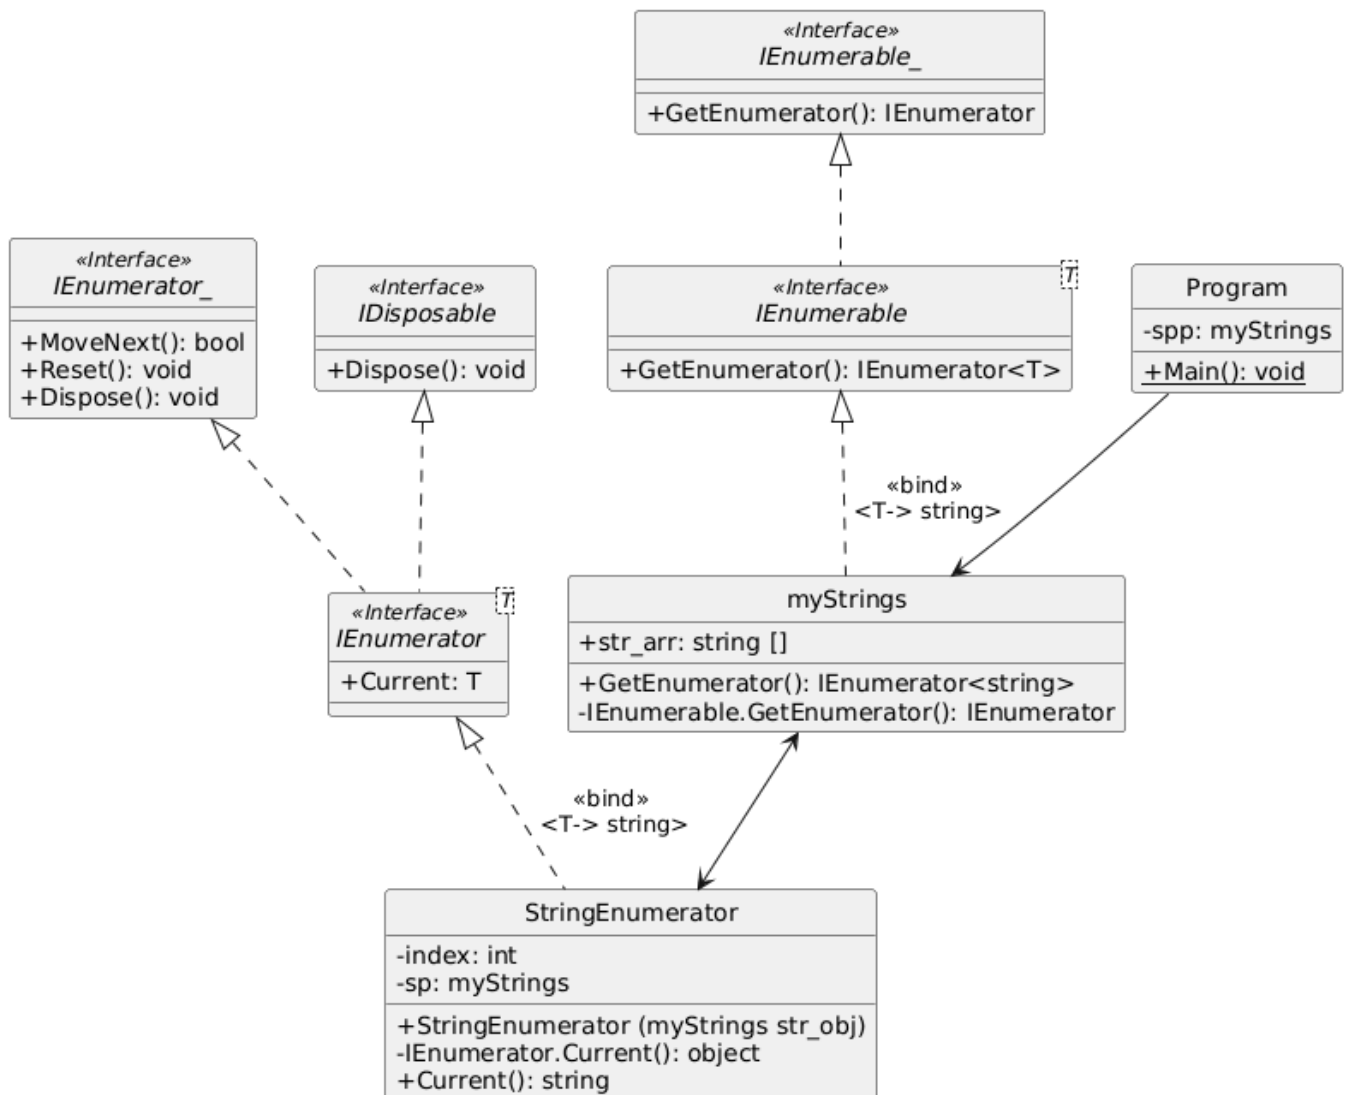 «Interface»
IEnumerable_
+GetEnumerator(): IEnumerator
«Interface»
IEnumerator_
+MoveNext(): bool
+Reset(): void
+Dispose(): void
«Interface»
IDisposable
+Dispose(): void
T
«Interface»
IEnumerable
+GetEnumerator(): IEnumerator<T>
Program
-spp: myStrings
+Main(): void
«bind»
<T-> string>
T
«Interface»
IEnumerator
+Current: T
myStrings
+str_arr: string []
+GetEnumerator(): IEnumerator<string>
-IEnumerable.GetEnumerator(): IEnumerator
«bind»
<T-> string>
StringEnumerator
-index: int
-sp: myStrings
+StringEnumerator (myStrings str_obj)
-IEnumerator.Current(): object
+Current(): string